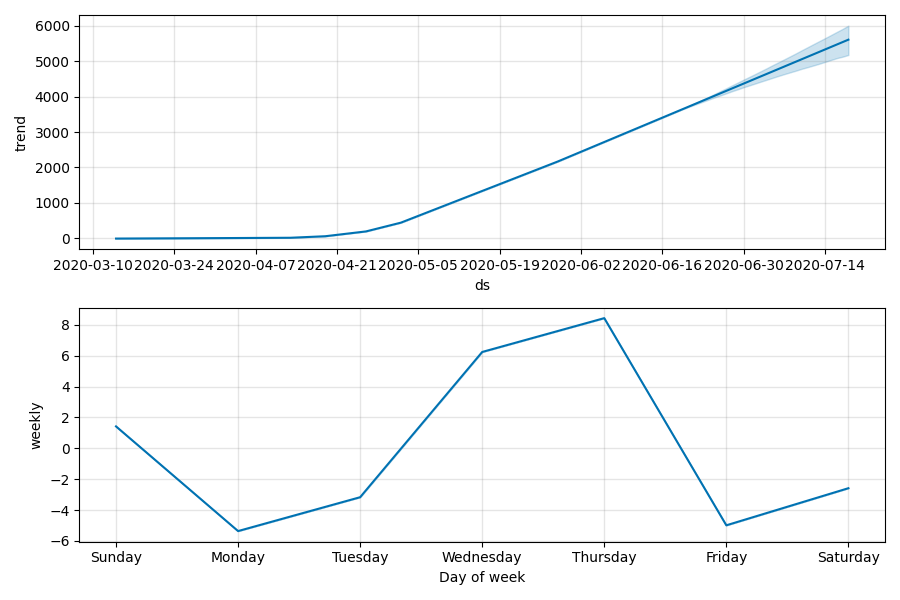 6000
5000
4000
3000
2000
1000
0
trend
2020-03-10 2020-03-24 2020-04-07 2020-04-21 2020-05-05 2020-05-19 2020-06-02 2020-06-16 2020-06-30 2020-07-14
ds
8
6
4
2
0
−2
−4
−6
weekly
Sunday Monday Tuesday Wednesday Thursday Friday Saturday
Day of week